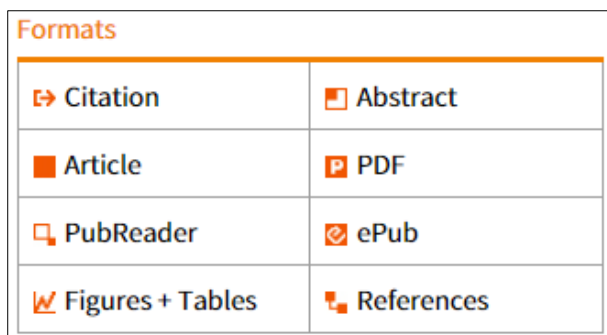 Formats
Citation
Abstract
Article
P PDF
PubReader
ePub
Figures + Tables
References